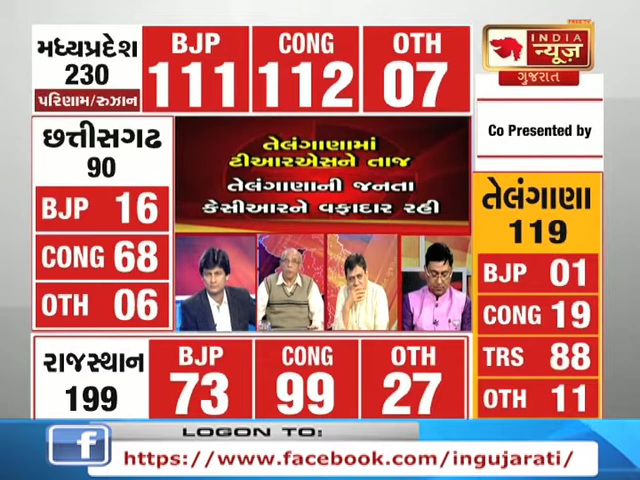 મધ્યપ્રદેશ
230
પરિણામ/રુઝાન
BJP
111
CONG
112
OTH
07
INDIA
ન્યૂઝ
ગુજરાત
Co Presented by
છત્તીસગઢ
90
BJP 16
CONG 68
OTH 06
તેલંગાણામાં
ટીઆરએસને તાજ
તેલંગાણાની જનતા
કેસીઆરને વફાદાર રહી
તેલંગાણા
119
BJP 01
CONG 19
TRS 88
OTH 11
રાજસ્થાન
199
BJP
73
CONG
99
OTH
27
LOGON TO:
https://www.facebook.com/ingujarati/